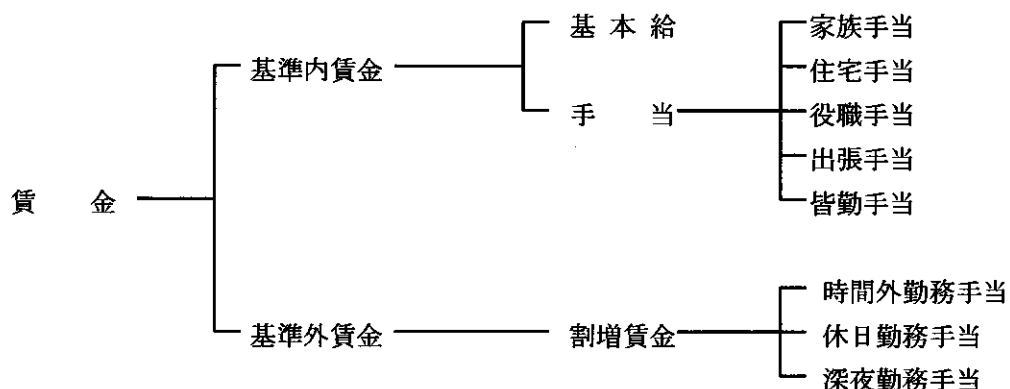 賃金
基準内賃金
基本給
手当
家族手当
住宅手当
役職手当
出張手当
皆勤手当
基準外賃金
割増賃金
時間外勤務手当
休日勤務手当
深夜勤務手当